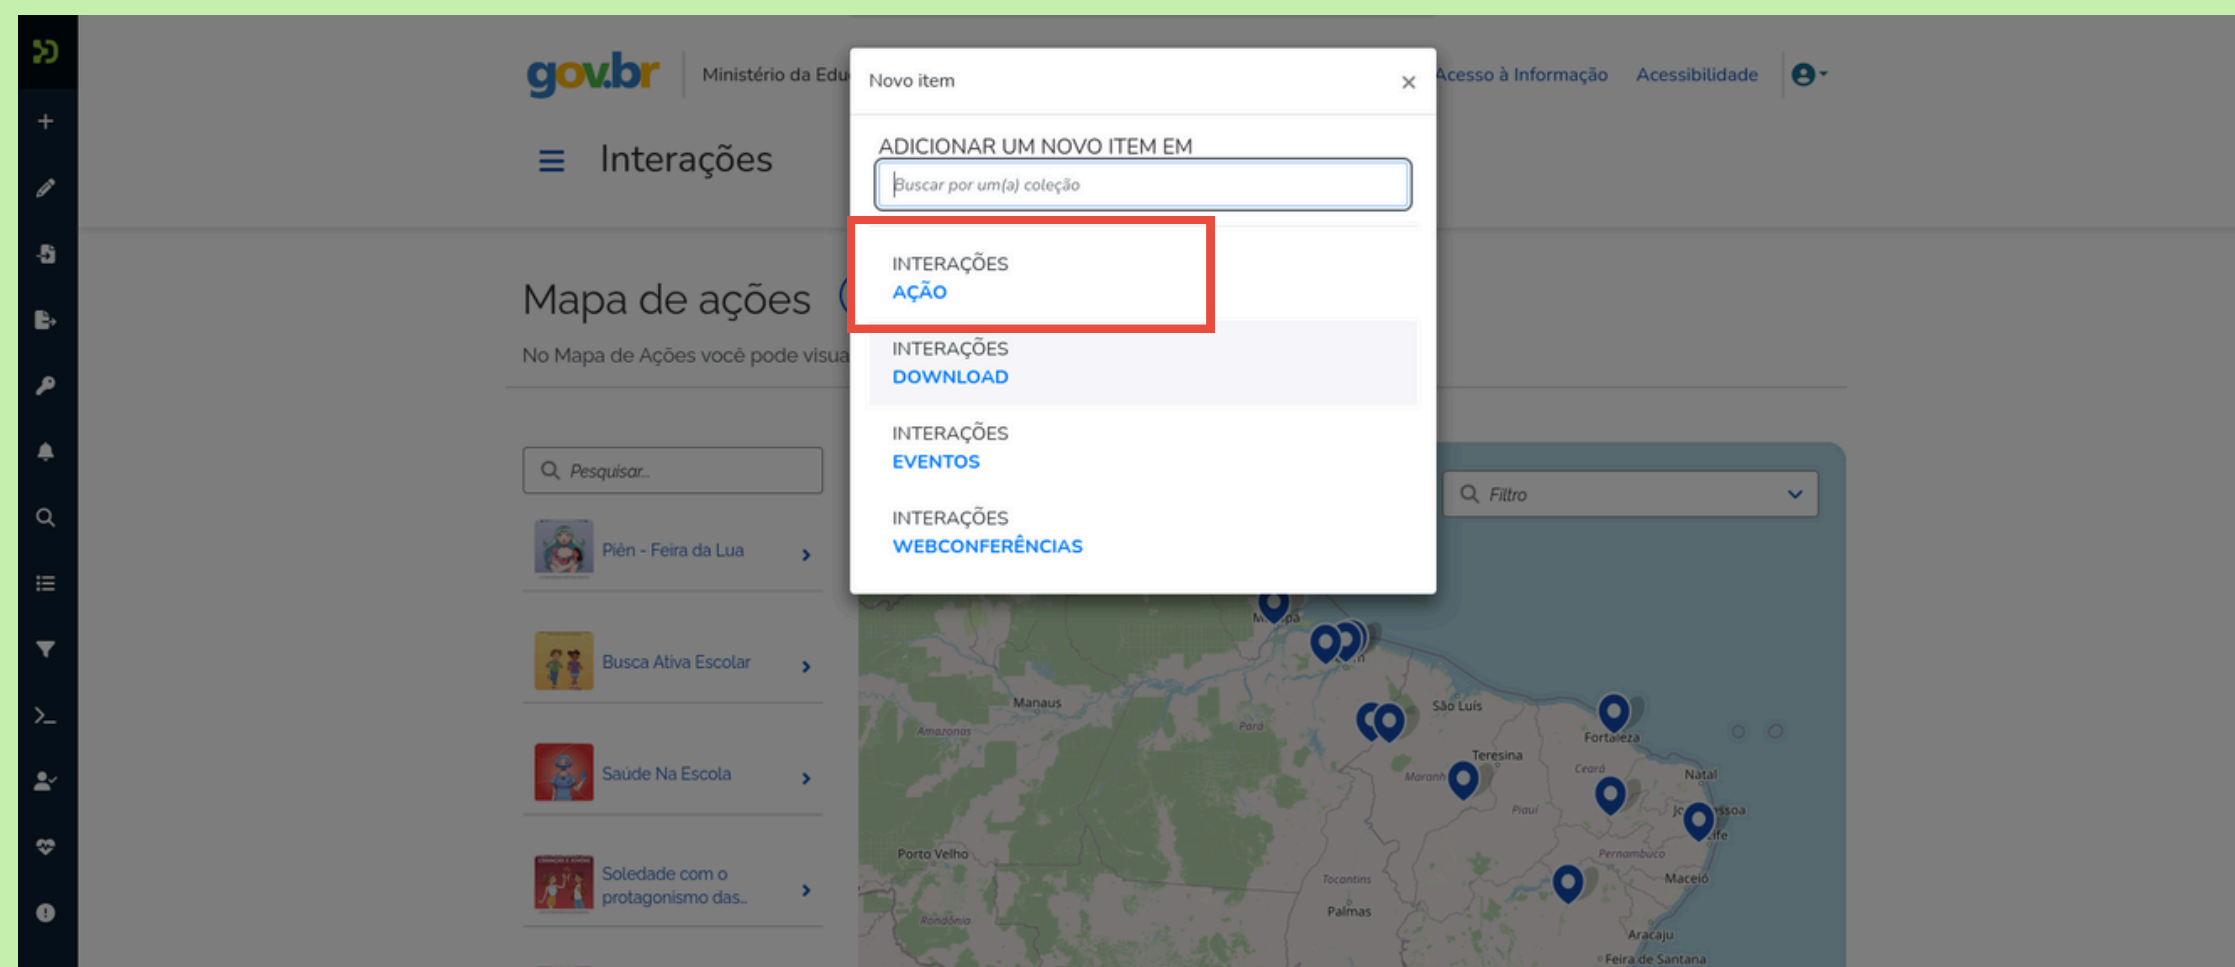 gov.br
Ministério da Edu
Acesso à Informação
Acessibilidade
Interações
Novo item
×
ADICIONAR UM NOVO ITEM EM
Buscar por um(a) coleção
INTERAÇÕES
AÇÃO
INTERAÇÕES
DOWNLOAD
INTERAÇÕES
EVENTOS
INTERAÇÕES
WEBCONFERÊNCIAS
Mapa de ações
No Mapa de Ações você pode visua
Pesquisar...
Filtro
Piên - Feira da Lua
Busca Ativa Escolar
Saúde Na Escola
Soledade com o
protagonismo das...
Manaus
Amazonas
Pará
São Luís
Fortaleza
Teresina
Ceará
Natal
Maranh
Piauí
Porto Velho
Pernambuco
Maceió
Tocantins
Palmas
Rondônia
Aracaju
Feira de Santana